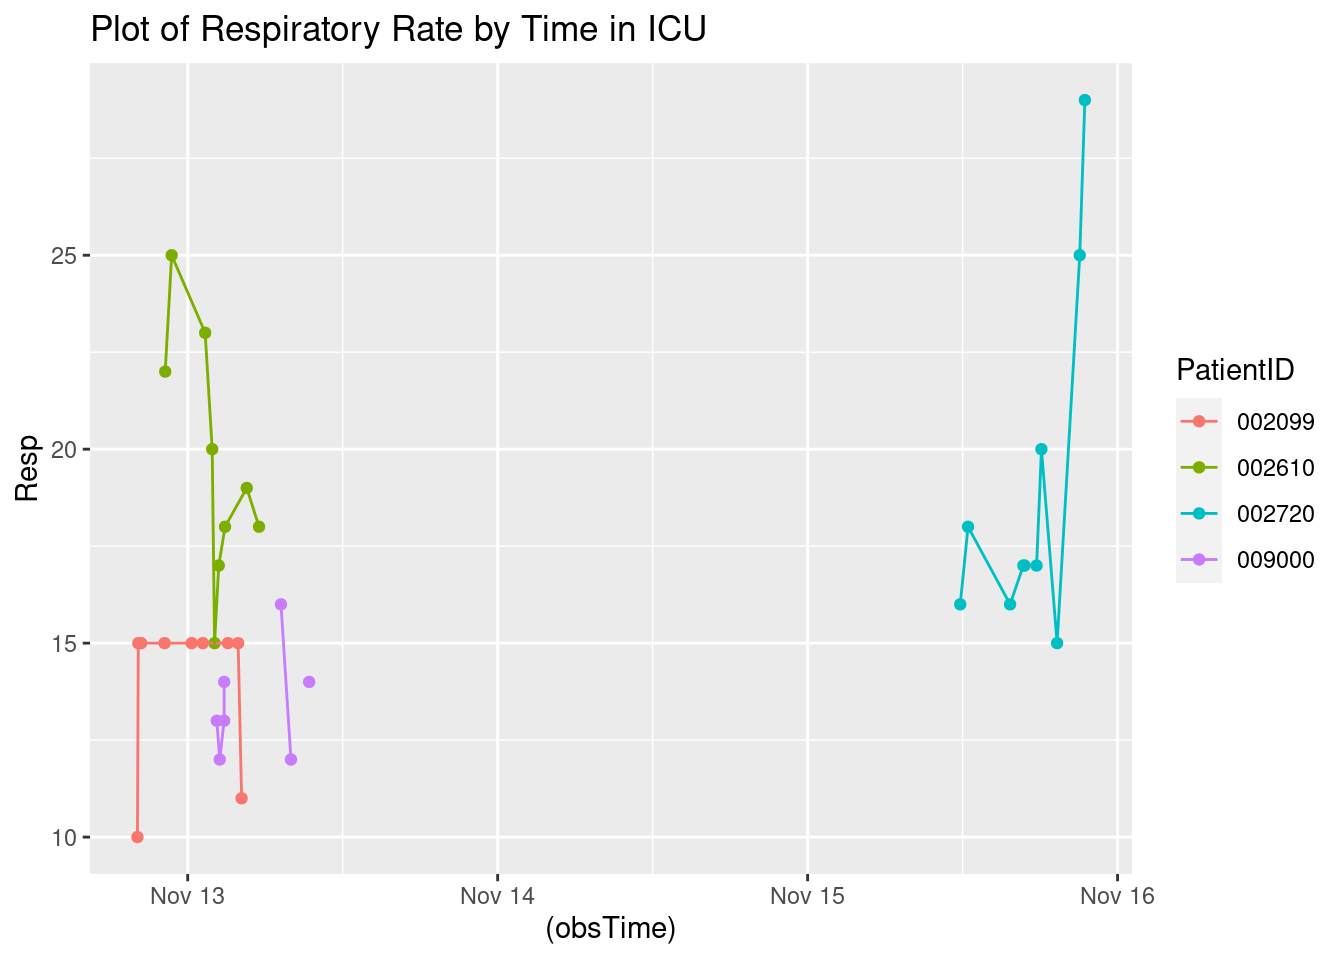 Plot of Respiratory Rate by Time in ICU
Resp
25
20
15
10
Nov 13
Nov 14
Nov 15
Nov 16
(obsTime)
PatientID
002099
002610
002720
009000